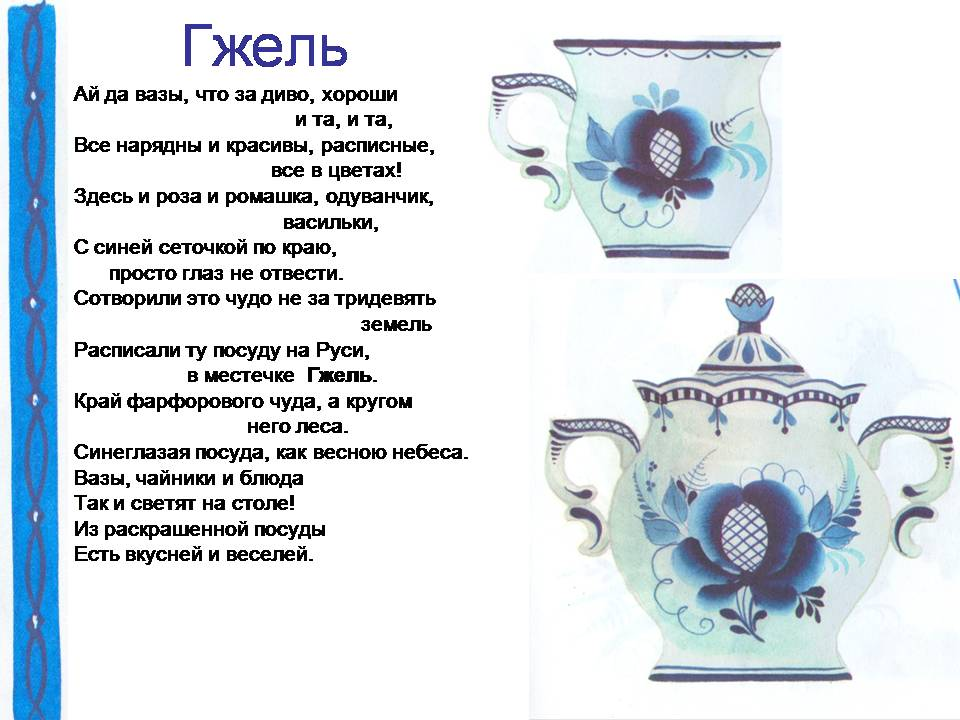 Гжель
Ай да вазы, что за диво, хороши
и та, и та,
Все нарядны и красивы, расписные,
все в цветах!
Здесь и роза и ромашка, одуванчик,
васильки,
С синей сеточкой по краю,
просто глаз не отвести.
Сотворили это чудо не за тридевять
земель
Расписали ту посуду на Руси,
в местечке Гжель.
Край фарфорового чуда, а кругом
него леса.
Синеглазая посуда, как весною небеса.
Вазы, чайники и блюда
Так и светят на столе!
Из раскрашенной посуды
Есть вкусней и веселей.